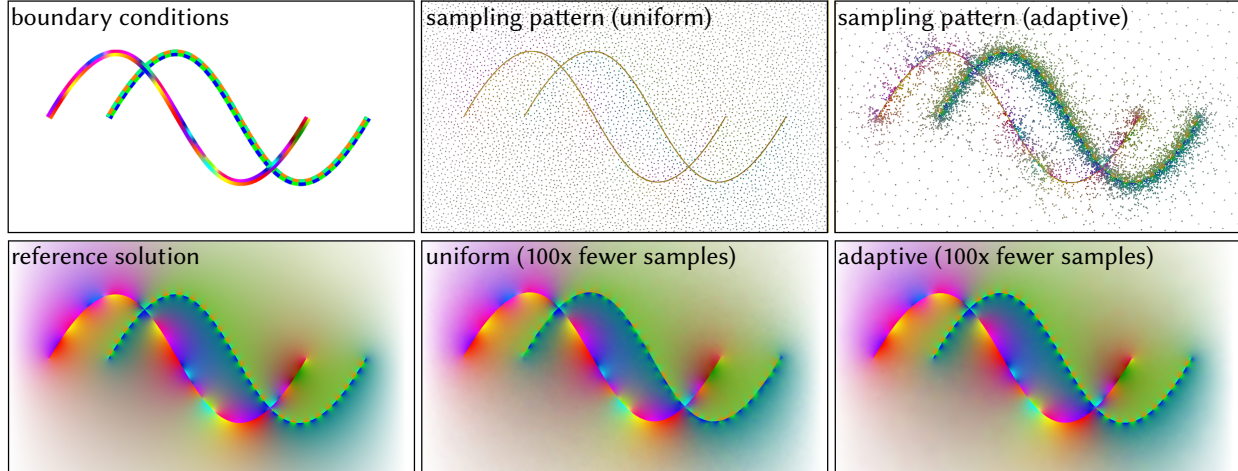 boundary conditions
sampling pattern (uniform)
sampling pattern (adaptive)
reference solution
uniform (100x fewer samples)
adaptive (100x fewer samples)